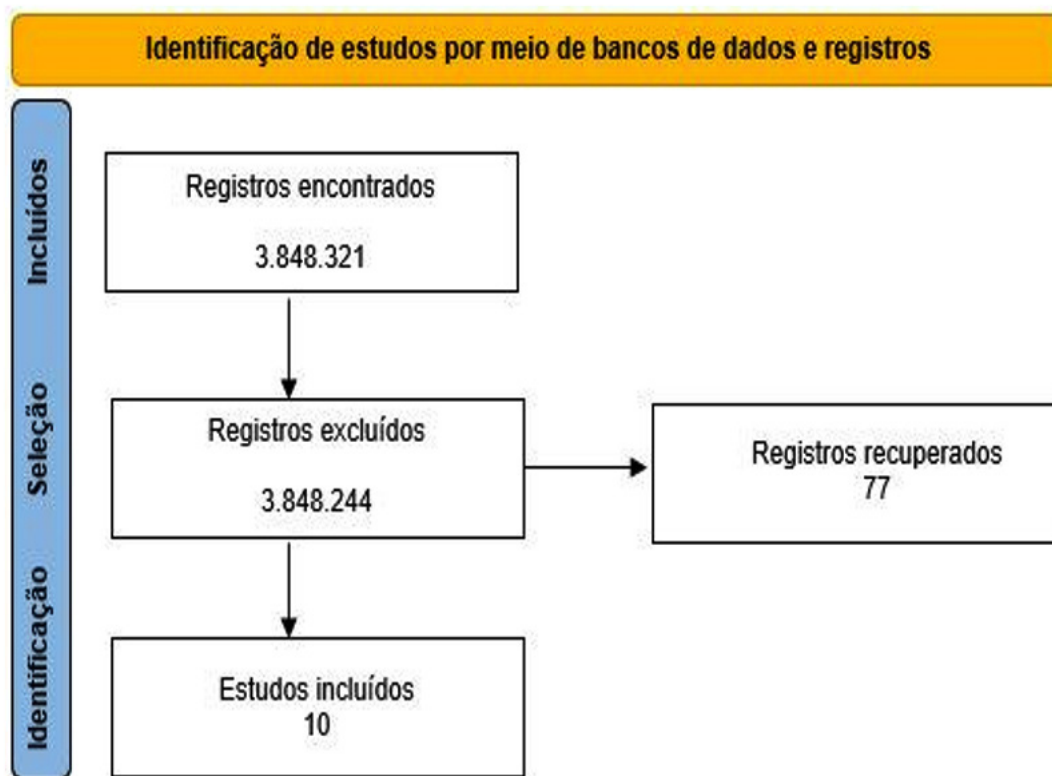 Identificação de estudos por meio de bancos de dados e registros
Incluídos
Registros encontrados
3.848.321
Seleção
Registros excluídos
3.848.244
Registros recuperados
77
Identificação
Estudos incluídos
10